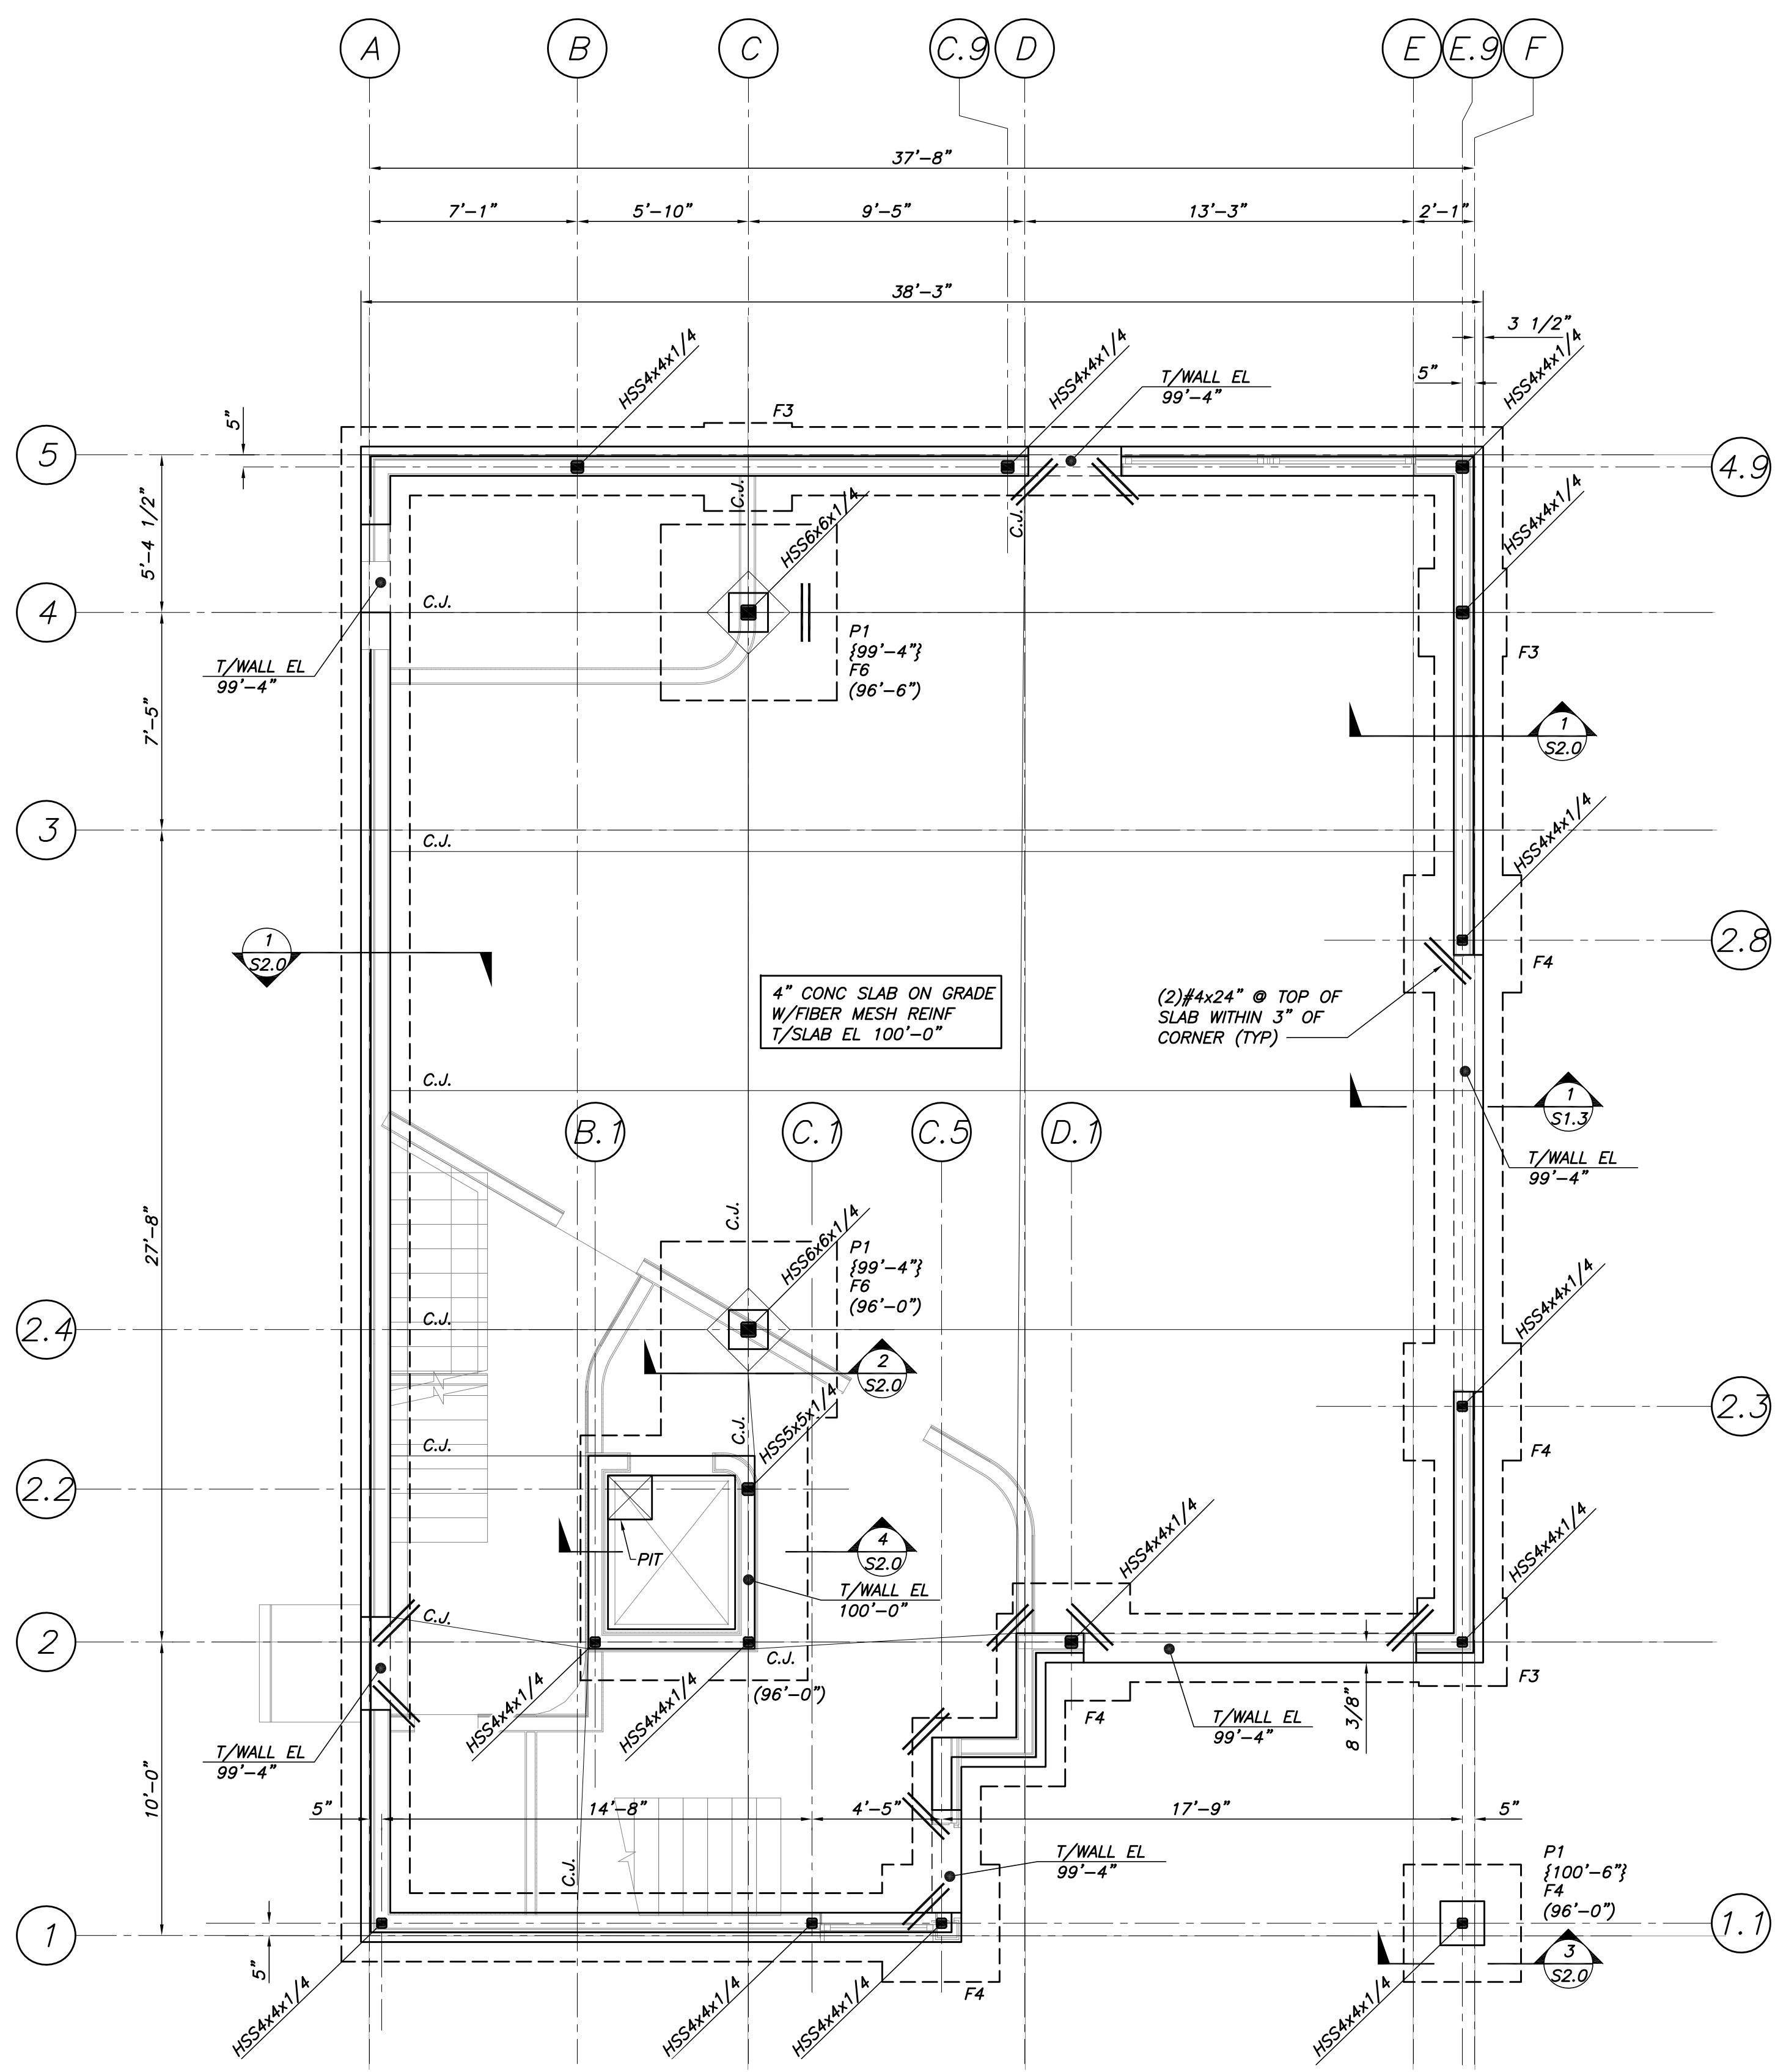 A
B
C
C.9
D
E
E.9
F
37'-8"
7'-1"
5'-10"
9'-5"
13'-3"
2'-1"
38'-3"
3 1/2"
5"
HSS4x4x1/4
HSS4x4x1/4
T/WALL EL
99'-4"
HSS4x4x1/4
F3
5"
5
4.9
C.J.
C.J.
HSS6x6x1/4
HSS4x4x1/4
5'-4 1/2"
4
C.J.
P1
{99'-4"}
F6
(96'-6")
F3
T/WALL EL
99'-4"
7'-5"
1
S2.0
3
C.J.
HSS4x4x1/4
1
S2.0
2.8
F4
4" CONC SLAB ON GRADE
W/FIBER MESH REINF
T/SLAB EL 100'-0"
(2)#4x24" @ TOP OF
SLAB WITHIN 3" OF
CORNER (TYP)
C.J.
1
S1.3
B.1
C.1
C.5
D.1
T/WALL EL
99'-4"
27'-8"
C.J.
HSS6x6x1/4
P1
{99'-4"}
F6
(96'-0")
HSS4x4x1/4
2.4
C.J.
2
S2.0
2.3
C.J.
C.J.
HSS5x5x1/4
F4
2.2
PIT
4
S2.0
HSS4x4x1/4
HSS4x4x1/4
T/WALL EL
100'-0"
C.J.
2
C.J.
(96'-0")
F3
HSS4x4x1/4
HSS4x4x1/4
F4
T/WALL EL
99'-4"
8 3/8"
T/WALL EL
99'-4"
10'-0"
5"
14'-8"
4'-5"
17'-9"
5"
C.J.
T/WALL EL
99'-4"
P1
{100'-6"}
F4
(96'-0")
1
1.1
5"
3
S2.0
F4
HSS4x4x1/4
HSS4x4x1/4
HSS4x4x1/4
HSS4x4x1/4